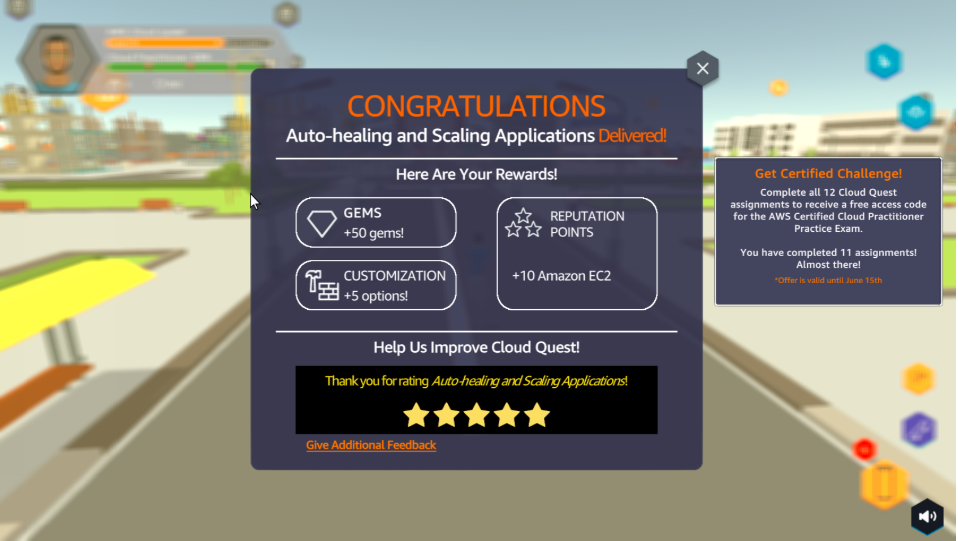 CONGRATULATIONS
Auto-healing and Scaling Applications Delivered!
Here Are Your Rewards!
GEMS
+50 gems!
CUSTOMIZATION
+5 options!
REPUTATION
POINTS
+10 Amazon EC2
Help Us Improve Cloud Quest!
Thank you for rating Auto-healing and Scaling Applications!
Give Additional Feedback
Get Certified Challenge!
Complete all 12 Cloud Quest
assignments to receive a free access code
for the AWS Certified Cloud Practitioner
Practice Exam.
You have completed 11 assignments!
Almost there!
*Offer is valid until June 15th